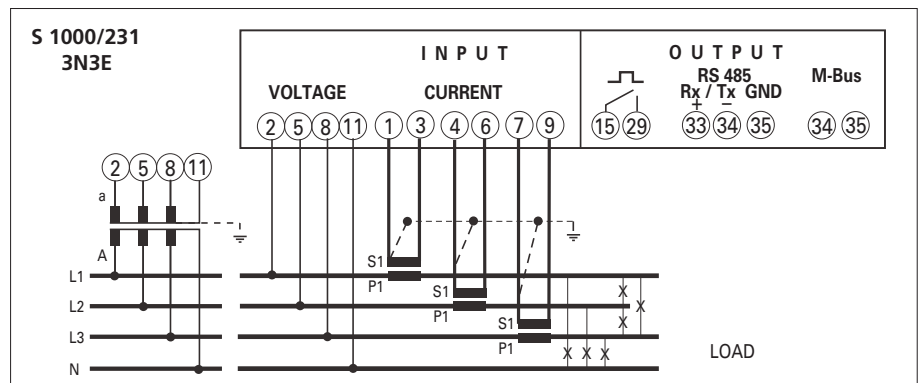 S 1000/231
3N3E
INPUT
VOLTAGE
CURRENT
2 5 8 11 1 3 4 6 7 9
OUTPUT
RS 485
Rx / Tx GND
+ −
M-Bus
15 29 33 34 35 34 35
2 5 8 11
a
A
S1
P1
S1
P1
S1
P1
L1
L2
L3
N
X
X
X
X X X
LOAD